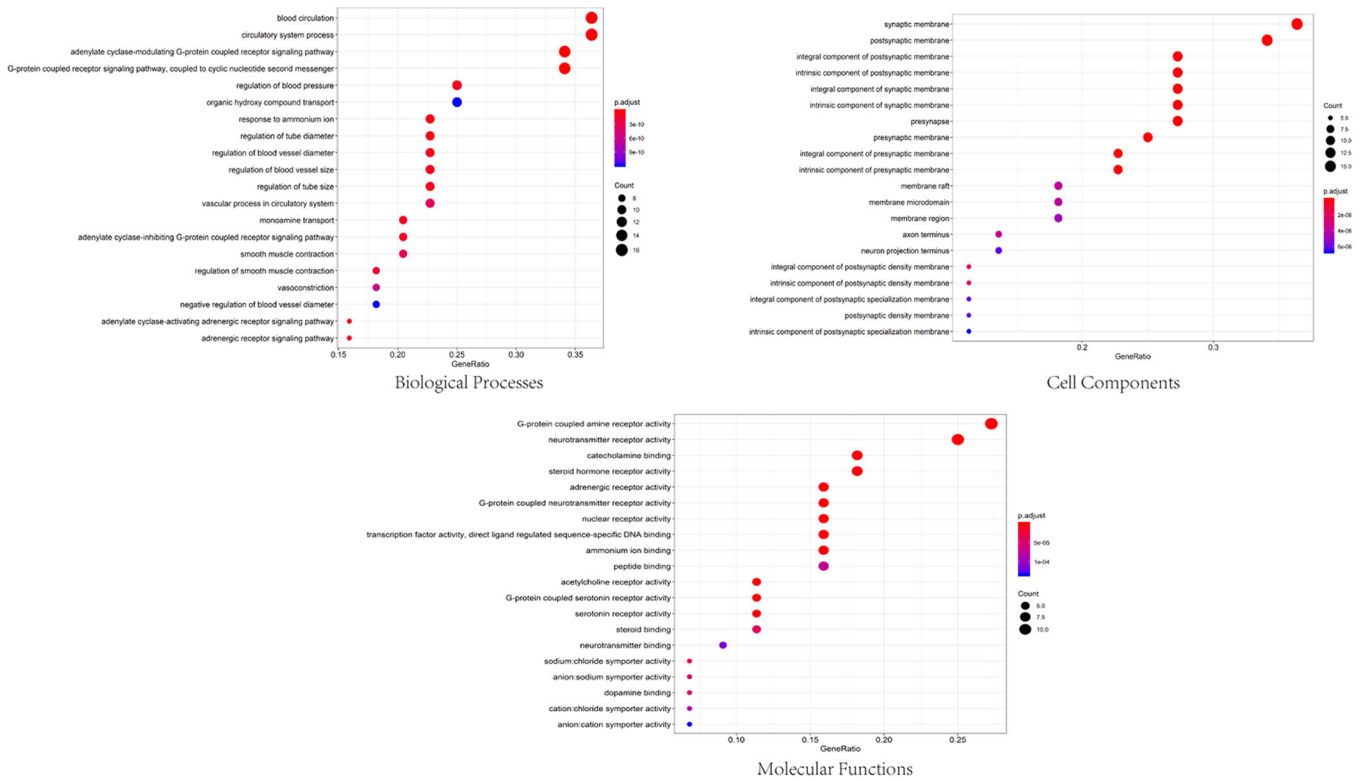 blood circulation
circulatory system process
adenylate cyclase-modulating G-protein coupled receptor signaling pathway
G-protein coupled receptor signaling pathway, coupled to cyclic nucleotide second messenger
regulation of blood pressure
organic hydroxy compound transport
response to ammonium ion
regulation of tube diameter
regulation of blood vessel diameter
regulation of blood vessel size
regulation of tube size
vascular process in circulatory system
monoamine transport
adenylate cyclase-inhibiting G-protein coupled receptor signaling pathway
smooth muscle contraction
regulation of smooth muscle contraction
vasoconstriction
negative regulation of blood vessel diameter
adenylate cyclase-activating adrenergic receptor signaling pathway
adrenergic receptor signaling pathway
0.15 0.20 0.25 0.30 0.35
GeneRatio
p.adjust
3e-10
6e-10
9e-10
Count
8
10
12
14
16
Biological Processes
synaptic membrane
postsynaptic membrane
integral component of postsynaptic membrane
intrinsic component of postsynaptic membrane
integral component of synaptic membrane
intrinsic component of synaptic membrane
presynapse
presynaptic membrane
integral component of presynaptic membrane
intrinsic component of presynaptic membrane
membrane raft
membrane microdomain
membrane region
axon terminus
neuron projection terminus
integral component of postsynaptic density membrane
intrinsic component of postsynaptic density membrane
integral component of postsynaptic specialization membrane
postsynaptic density membrane
intrinsic component of postsynaptic specialization membrane
0.2 0.3
GeneRatio
Count
5.0
7.5
10.0
12.5
15.0
p.adjust
2e-06
4e-06
6e-06
Cell Components
G-protein coupled amine receptor activity
neurotransmitter receptor activity
catecholamine binding
steroid hormone receptor activity
adrenergic receptor activity
G-protein coupled neurotransmitter receptor activity
nuclear receptor activity
transcription factor activity, direct ligand regulated sequence-specific DNA binding
ammonium ion binding
peptide binding
acetylcholine receptor activity
G-protein coupled serotonin receptor activity
serotonin receptor activity
steroid binding
neurotransmitter binding
sodium:chloride symporter activity
anion:sodium symporter activity
dopamine binding
cation:chloride symporter activity
anion:cation symporter activity
0.10 0.15 0.20 0.25
GeneRatio
p.adjust
5e-05
1e-04
Count
5.0
7.5
10.0
Molecular Functions